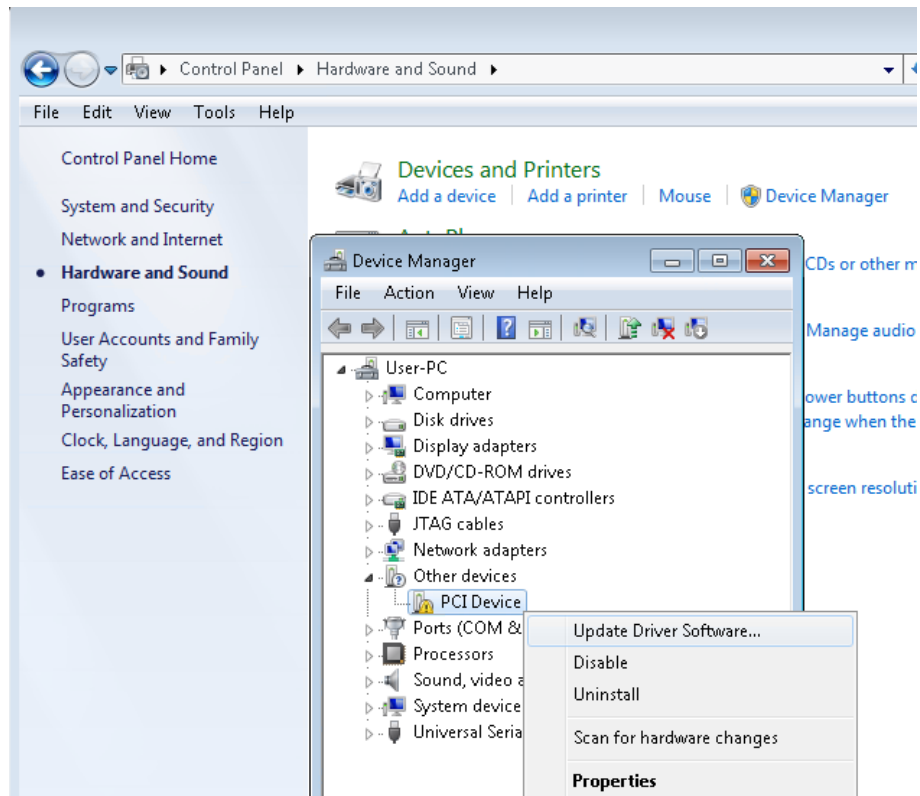 Control Panel Hardware and Sound
File Edit View Tools Help
Control Panel Home
System and Security
Network and Internet
Hardware and Sound
Programs
User Accounts and Family
Safety
Appearance and
Personalization
Clock, Language, and Region
Ease of Access
Devices and Printers
Add a device Add a printer Mouse Device Manager
CDs or other
Manage audio
ower buttons
ange when the
screen resoluti
Device Manager
File Action View Help
User-PC
Computer
Disk drives
Display adapters
DVD/CD-ROM drives
IDE ATA/ATAPI controllers
JTAG cables
Network adapters
Other devices
PCI Device
Ports (COM &
Processors
Sound, video
System device
Universal Seria
Update Driver Software...
Disable
Uninstall
Scan for hardware changes
Properties